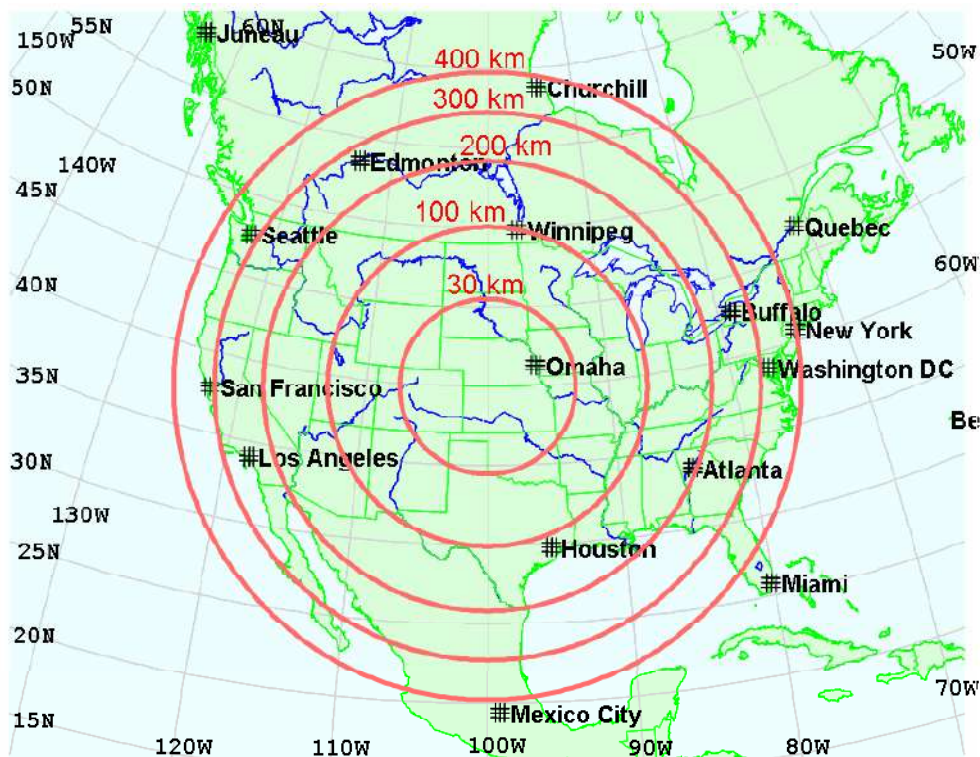 55N
60N
150W
Juneau
50W
400 km
50N
Churchill
300 km
200 km
140W
Edmonton
45N
100 km
Seattle
Winnipeg
Quebec
60W
40N
30 km
Buffalo
New York
35N
Omaha
Washington DC
San Francisco
Be
30N
Los Angeles
Atlanta
130W
25N
Houston
Miami
20N
70W
15N
Mexico City
120W
110W
100W
90W
80W